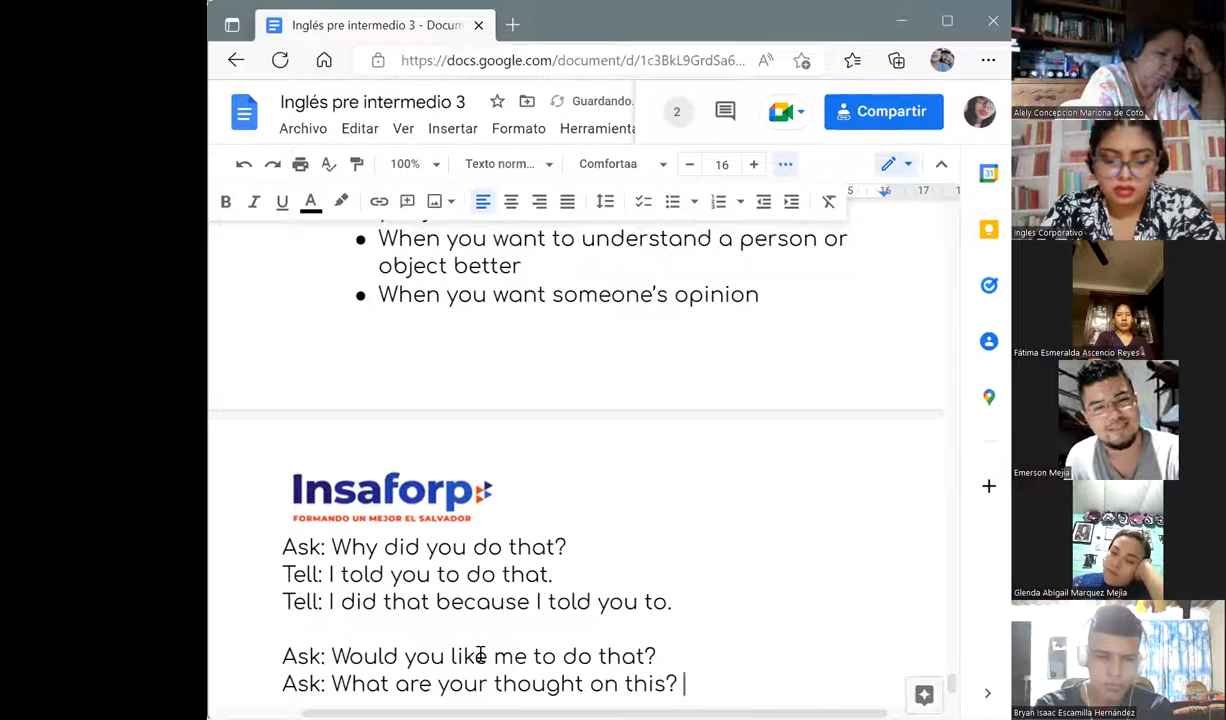 Inglés pre intermedio 3 - Docum
https://docs.google.com/document/d/1c3BkL9GrdSa6...
Inglés pre intermedio 3
Guardando.
2
Compartir
Archivo Editar Ver Insertar Formato Herramienta
100% Texto norm... Comfortaa 16
15 16 17
B I U A
31
When you want to understand a person or
object better
When you want someone's opinion
Insaforp
FORMANDO UN MEJOR EL SALVADOR
Ask: Why did you do that?
Tell: I told you to do that.
Tell: I did that because I told you to.
Ask: Would you like me to do that?
Ask: What are your thought on this?
Alely Concepcion Mariona de Coto
Ingles Corporativo
Fátima Esmeralda Ascencio Reyes
Emerson Mejia
Glenda Abigail Marquez Mejia
Bryan Isaac Escamilla Hernández